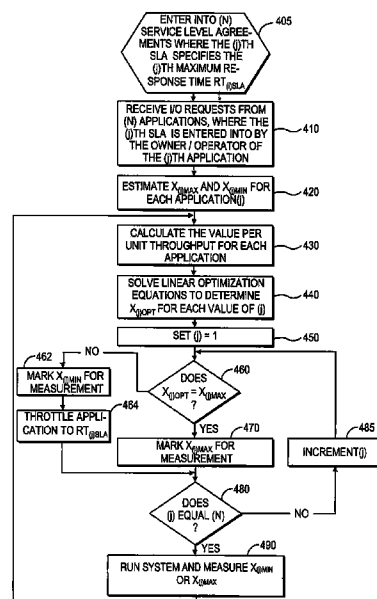 ENTER INTO (N)
SERVICE LEVEL AGREE-
MENTS WHERE THE (j)TH
SLA SPECIFIES THE
(j)TH MAXIMUM RE-
SPONSE TIME RT(j)SLA
405
RECEIVE I/O REQUESTS FROM
(N) APPLICATIONS, WHERE THE
(j)TH SLA IS ENTERED INTO BY
THE OWNER / OPERATOR OF
THE (j)TH APPLICATION
410
ESTIMATE X(j)MAX AND X(j)MIN FOR
EACH APPLICATION(j)
420
CALCULATE THE VALUE PER
UNIT THROUGHPUT FOR EACH
APPLICATION
430
SOLVE LINEAR OPTIMIZATION
EQUATIONS TO DETERMINE
X(j)OPT FOR EACH VALUE OF (j)
440
SET (j) = 1
450
462
NO
460
MARK X(j)MIN FOR
MEASUREMENT
DOES
X(j)OPT = X(j)MAX
?
464
THROTTLE APPLI-
CATION TO RT(j)SLA
YES
470
MARK X(j)MAX FOR
MEASUREMENT
485
INCREMENT(j)
480
DOES
(j) EQUAL (N)
?
NO
YES
490
RUN SYSTEM AND MEASURE X(j)MIN
OR X(j)MAX